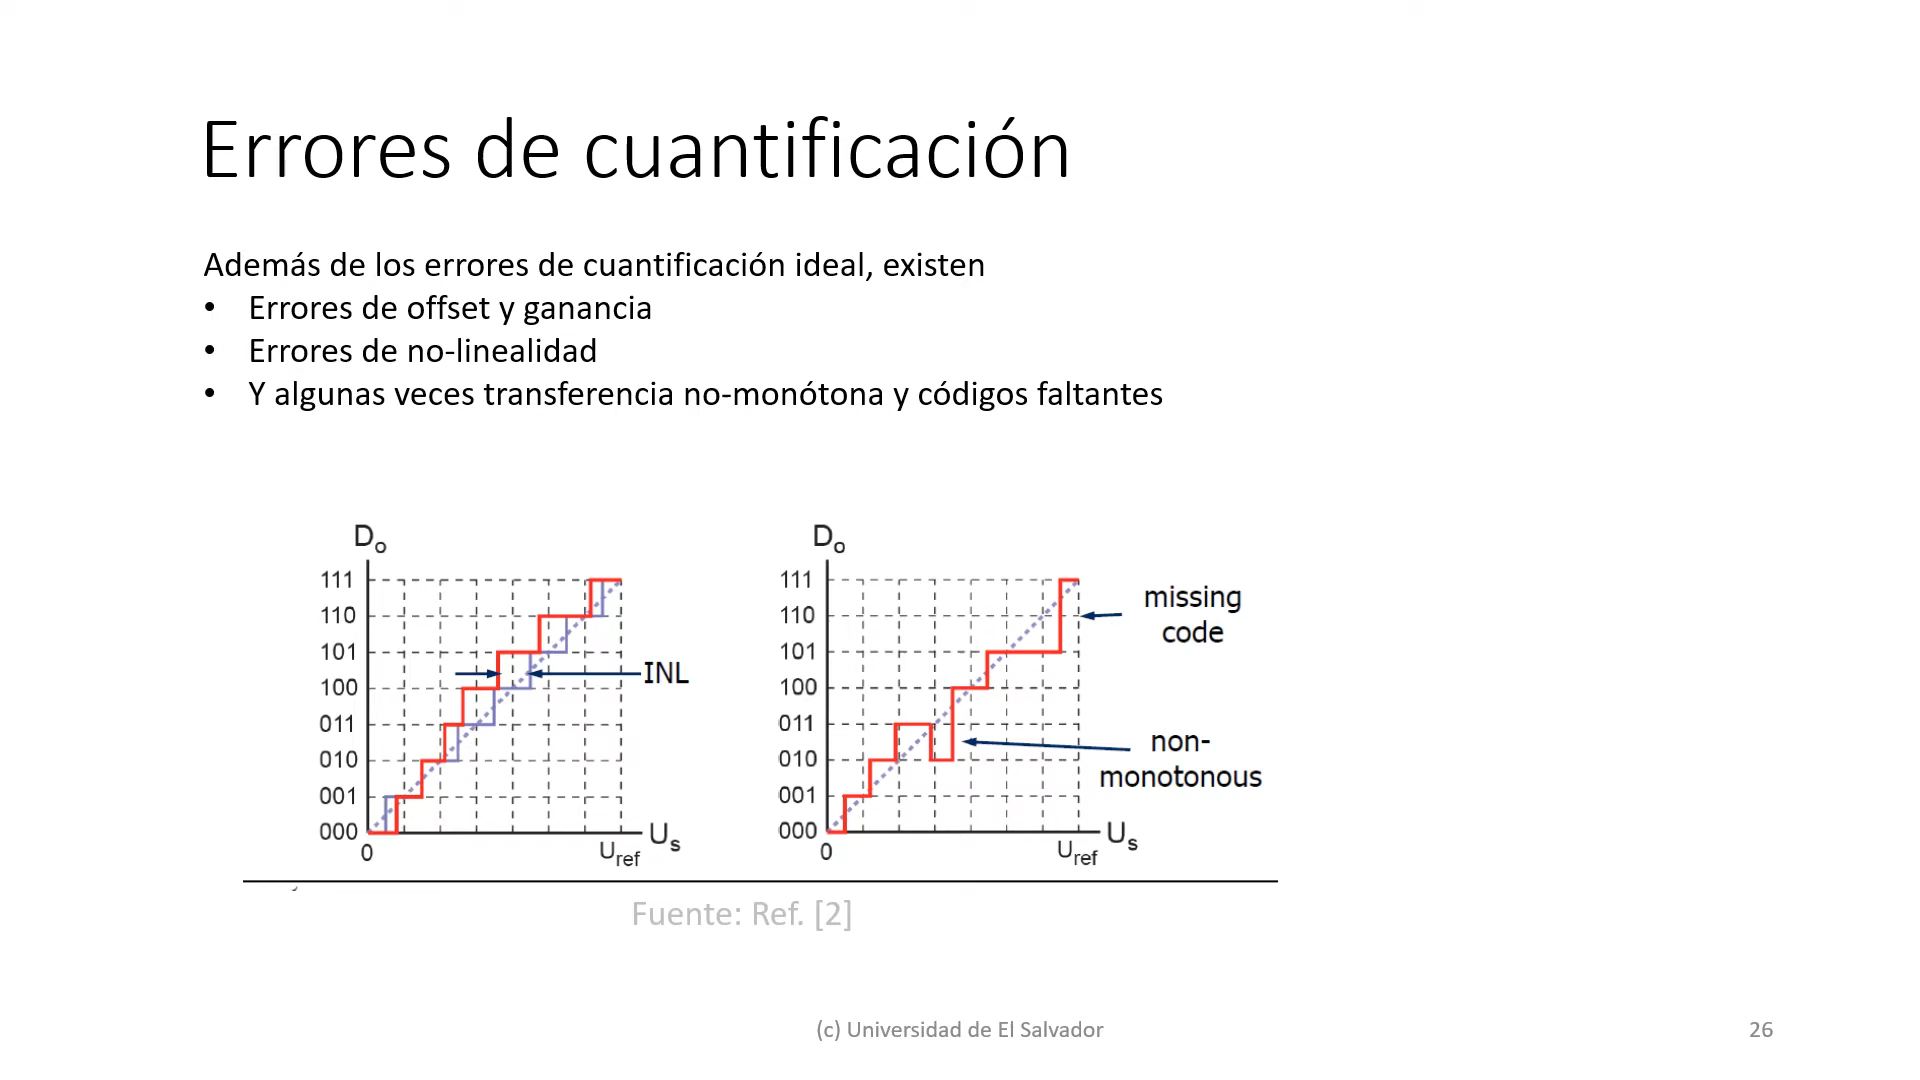 Errores de cuantificación
Además de los errores de cuantificación ideal, existen
• Errores de offset y ganancia
• Errores de no-linealidad
• Y algunas veces transferencia no-monótona y códigos faltantes
Do
111
110
101
100
011
010
001
000
0
INL
Uref
Us
Do
111
110
101
100
011
010
001
000
0
missing
code
non-
monotonous
Uref
Us
Fuente: Ref. [2]
(c) Universidad de El Salvador
26